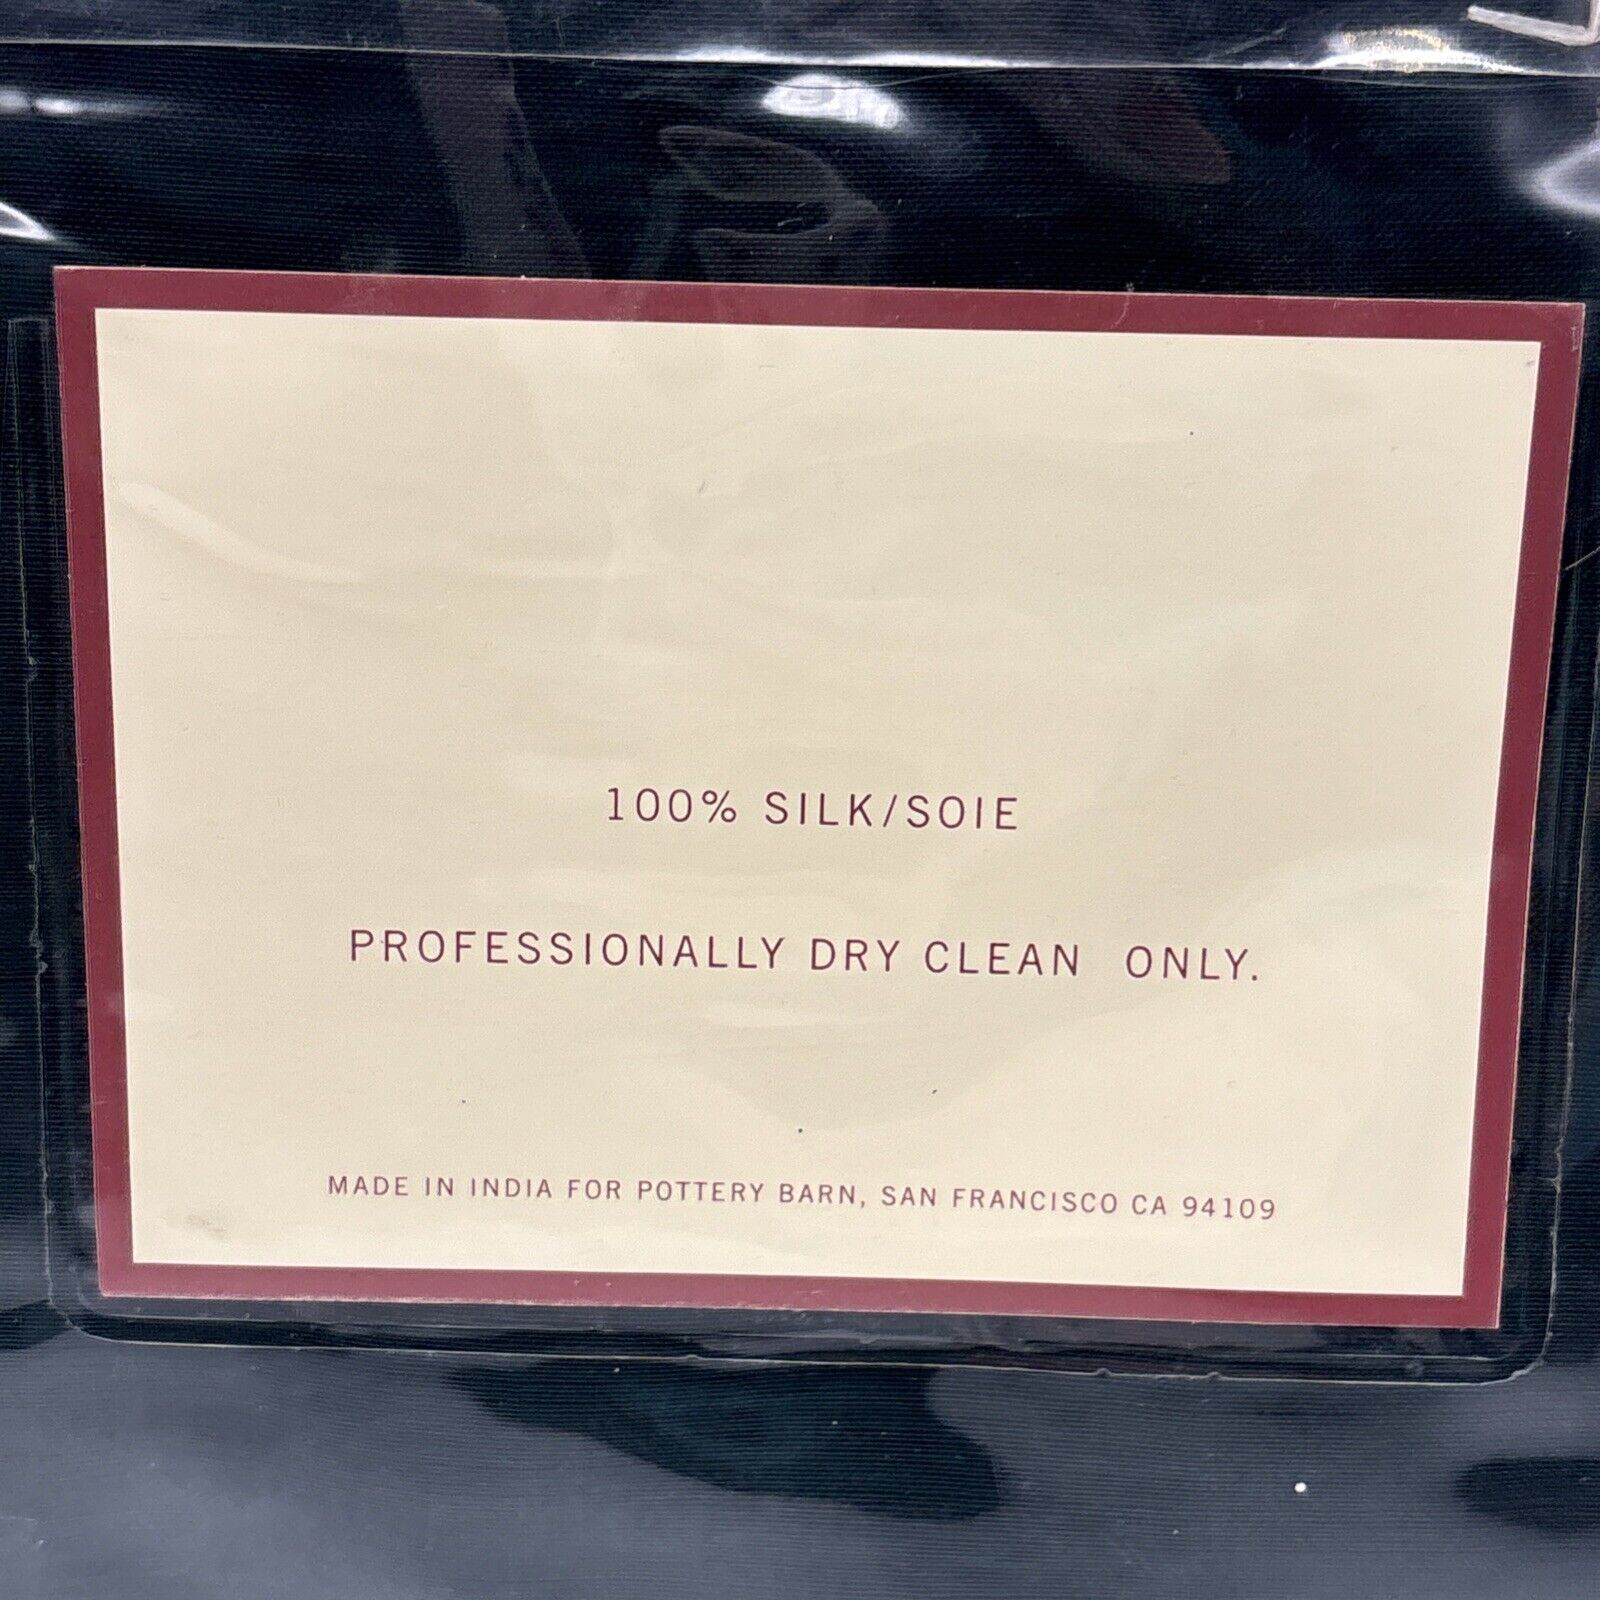 100% SILK/SOIE
PROFESSIONALLY DRY CLEAN ONLY.
MADE IN INDIA FOR POTTERY BARN, SAN FRANCISCO CA 94109